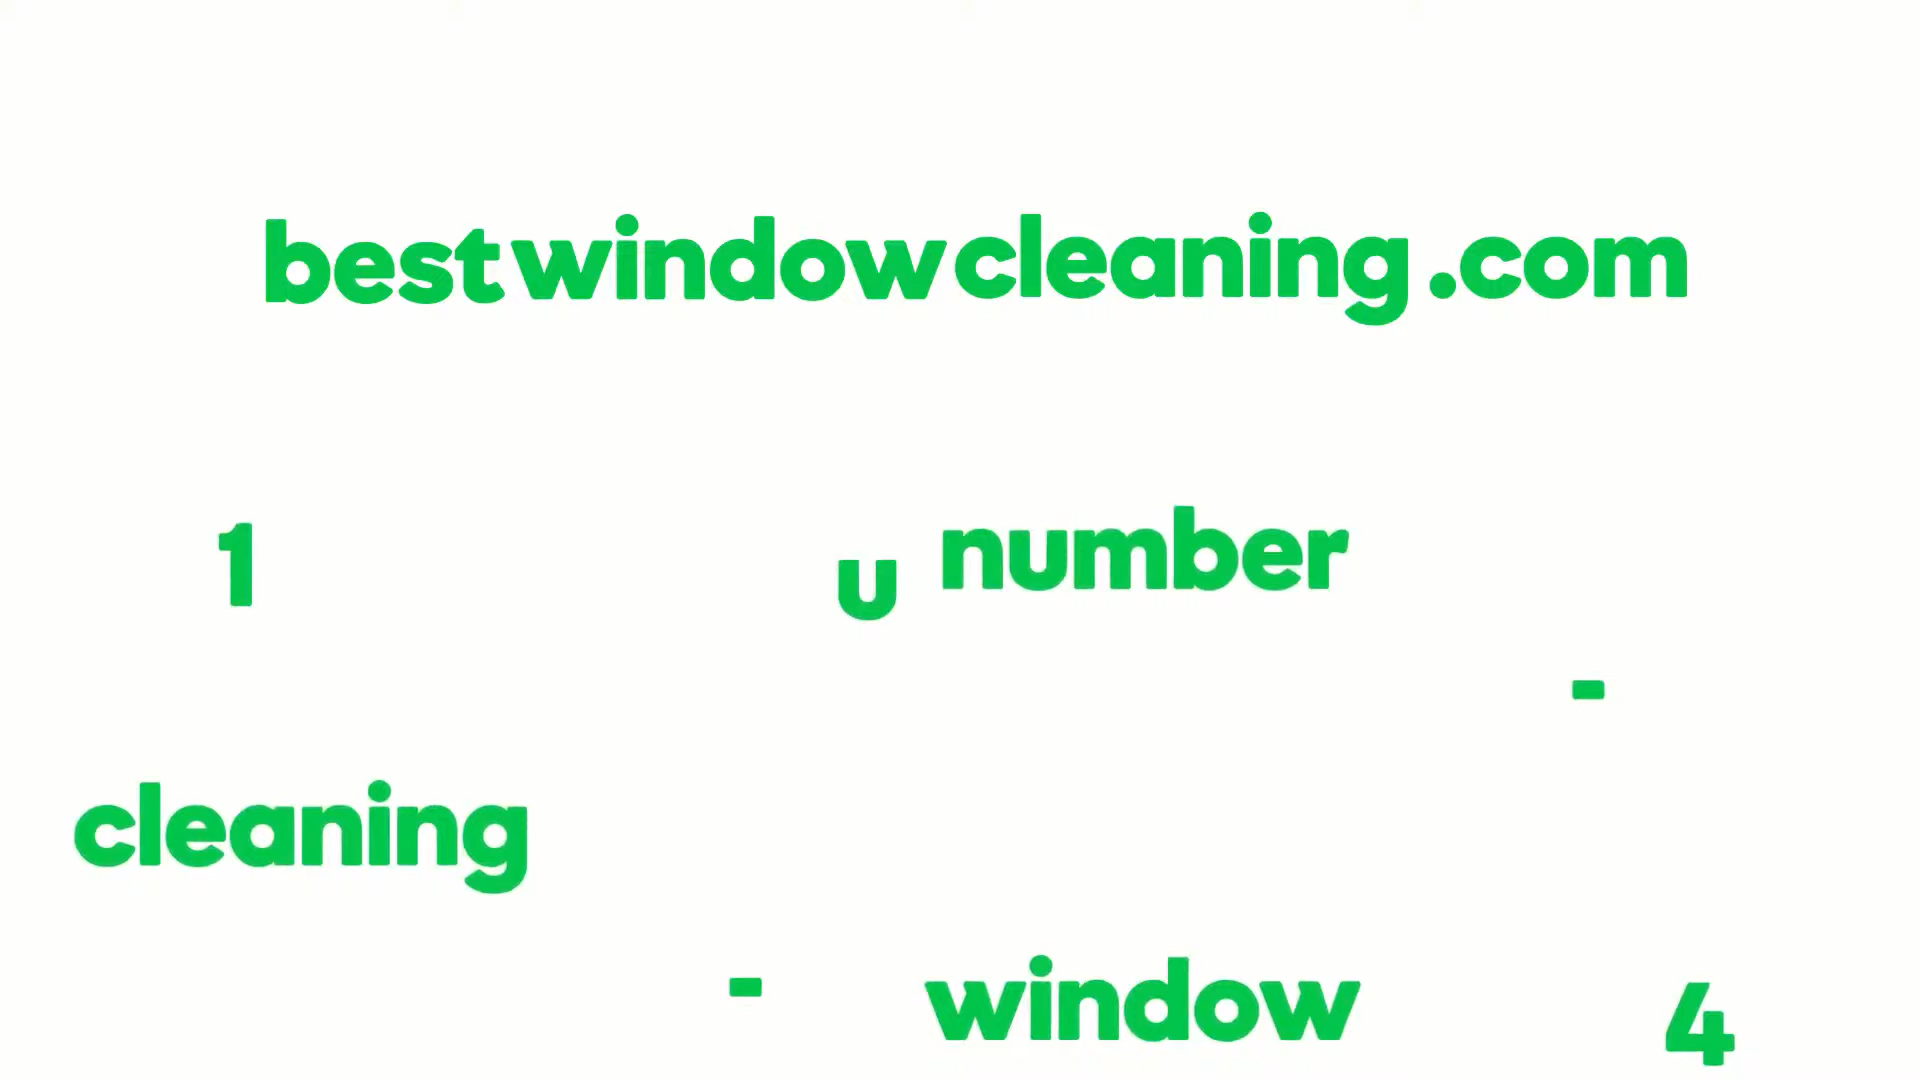 bestwindowcleaning.com
1 u number
-
cleaning
- window 4